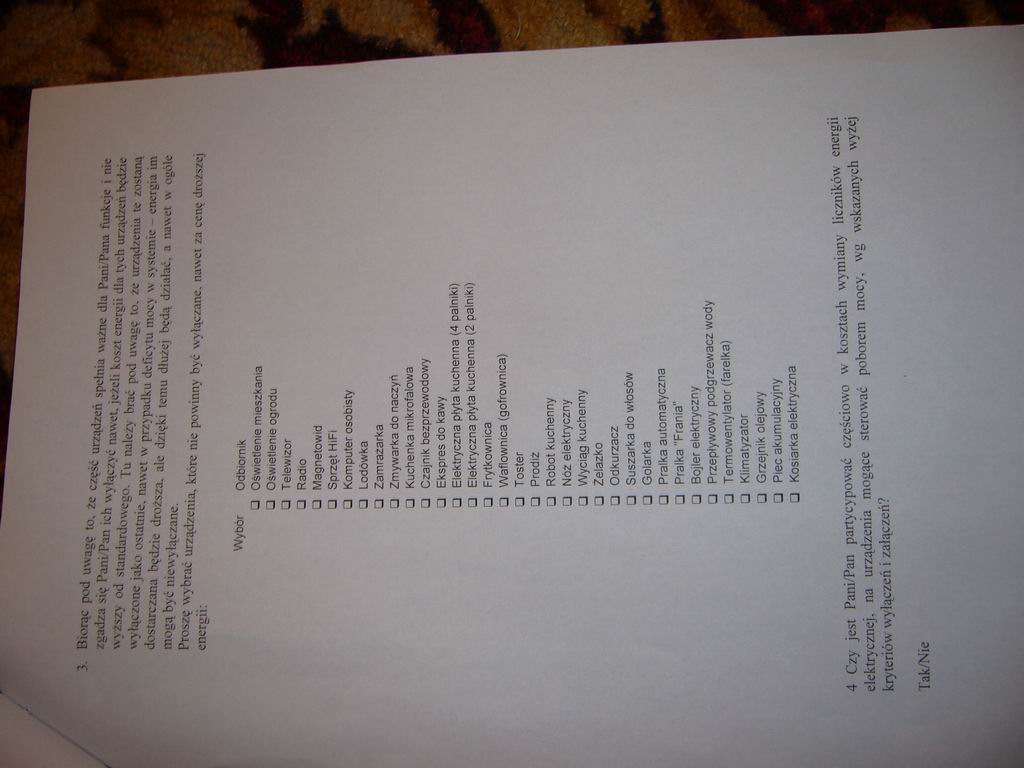 3. Biorąc pod uwagę to, że część urządzeń spełnia ważne dla Pani/Pana funkcje i nie
zgadza się Pani/Pan ich wyłączyć nawet, jeżeli koszt energii dla tych urządzeń będzie
wyższy od standardowego. Tu należy brać pod uwagę to, że urządzenia te zostaną
wyłączone jako ostatnie, nawet w przypadku deficytu mocy w systemie – energia im
dostarczana będzie droższa, ale dzięki temu dłużej będą działać, a nawet w ogóle
mogą być niewyłączane.
Proszę wybrać urządzenia, które nie powinny być wyłączane, nawet za cenę droższej
energii:
Wybór Odbiornik
❑ Oświetlenie mieszkania
❑ Oświetlenie ogrodu
❑ Telewizor
❑ Radio
❑ Magnetowid
❑ Sprzęt HiFi
❑ Komputer osobisty
❑ Lodówka
❑ Zamrażarka
❑ Zmywarka do naczyń
❑ Kuchenka mikrofalowa
❑ Czajnik bezprzewodowy
❑ Ekspres do kawy
❑ Elektryczna płyta kuchenna (4 palniki)
❑ Elektryczna płyta kuchenna (2 palniki)
❑ Frytkownica
❑ Waflownica (gofrownica)
❑ Toster
❑ Prodiż
❑ Robot kuchenny
❑ Nóż elektryczny
❑ Wyciąg kuchenny
❑ Żelazko
❑ Odkurzacz
❑ Suszarka do włosów
❑ Golarka
❑ Pralka automatyczna
❑ Pralka "Frania"
❑ Bojler elektryczny
❑ Przepływowy podgrzewacz wody
❑ Termowentylator (farelka)
❑ Klimatyzator
❑ Grzejnik olejowy
❑ Piec akumulacyjny
❑ Kosiarka elektryczna
4 Czy jest Pani/Pan partycypować częściowo w kosztach wymiany liczników energii
elektrycznej, na urządzenia mogące sterować poborem mocy, wg wskazanych wyżej
kryteriów wyłączeń i załączeń?
Tak/Nie